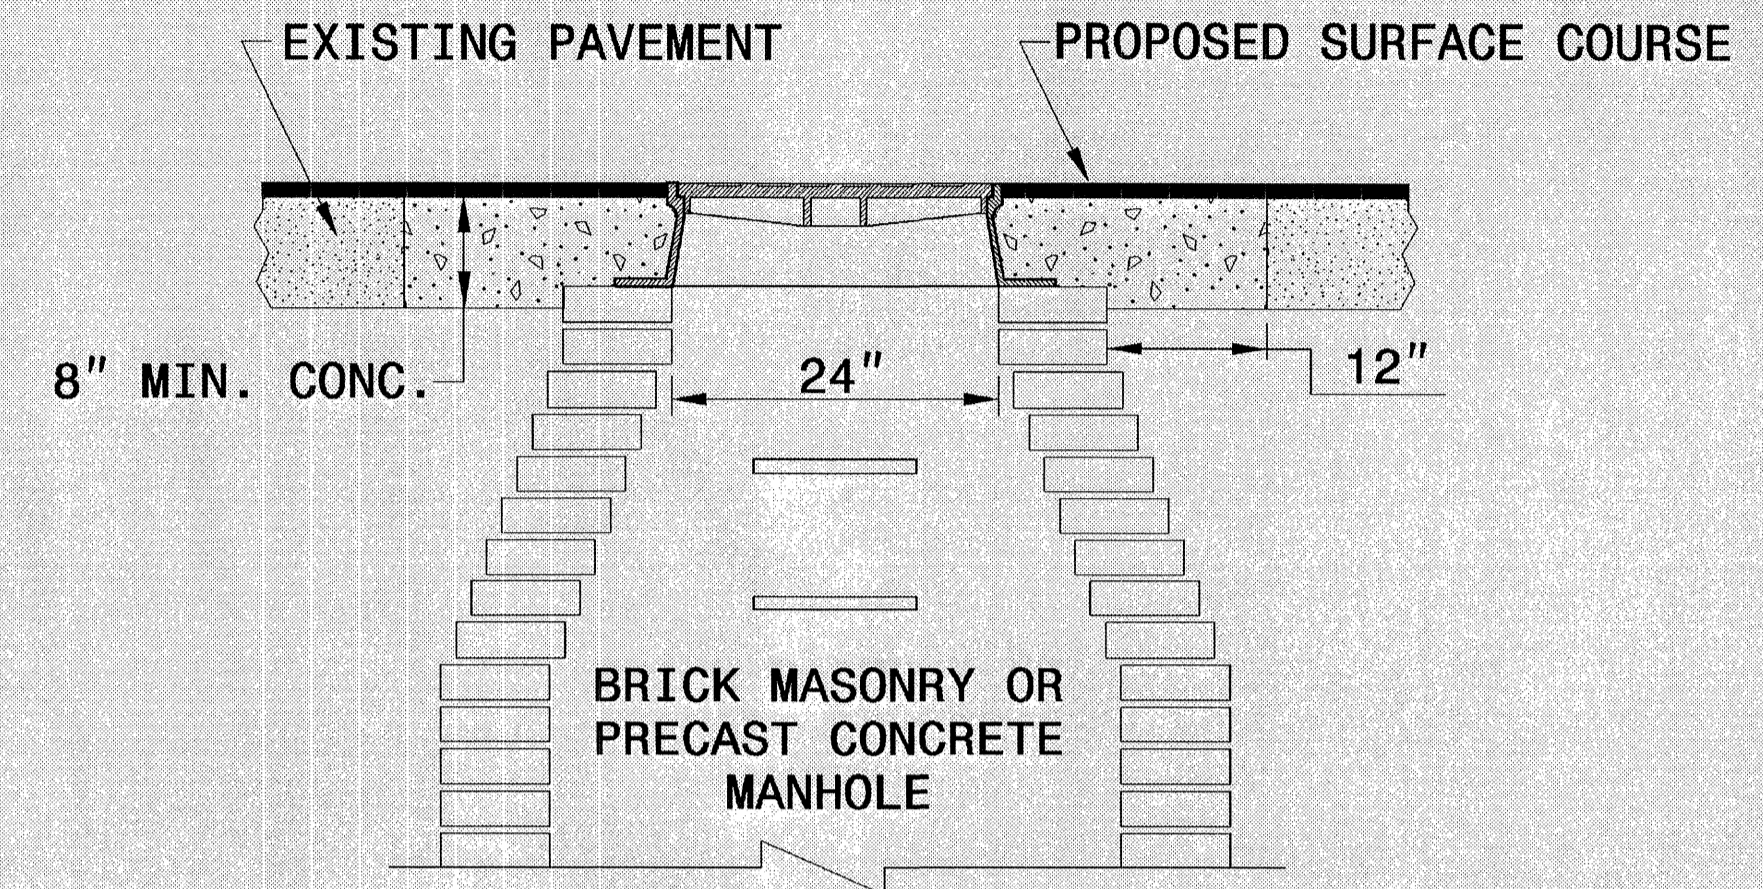 EXISTING PAVEMENT
PROPOSED SURFACE COURSE
8" MIN. CONC.
24"
12"
BRICK MASONRY OR
PRECAST CONCRETE
MANHOLE